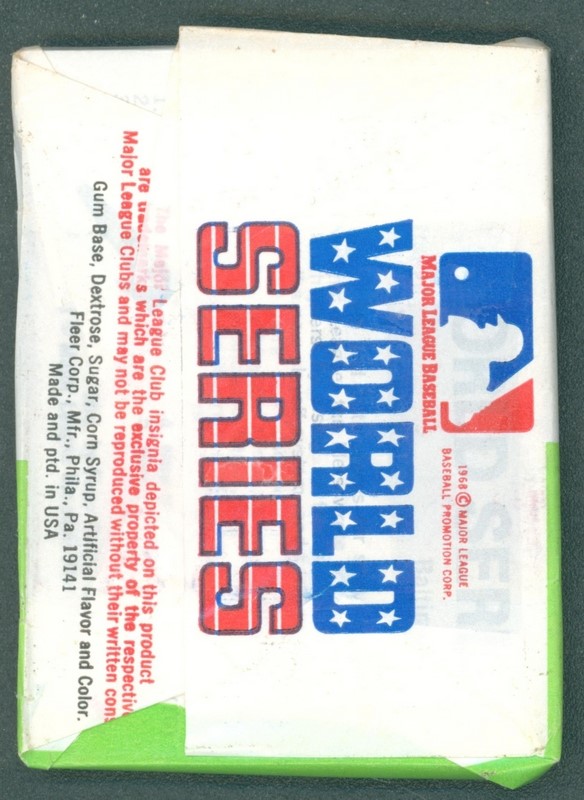 MAJOR LEAGUE BASEBALL
1968 © MAJOR LEAGUE
BASEBALL PROMOTION CORP.
WORLD
SERIES
The Major League Club insignia depicted on this product
are trademarks which are the exclusive property of the respectiv
Major League Clubs and may not be reproduced without their written cons
Gum Base, Dextrose, Sugar, Corn Syrup, Artificial Flavor and Color.
Fleer Corp., Mfr., Phila., Pa. 19141
Made and ptd. in USA